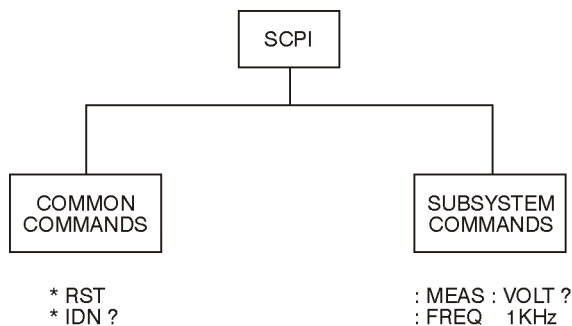 SCPI
COMMON
COMMANDS
SUBSYSTEM
COMMANDS
* RST
* IDN ?
: MEAS : VOLT ?
: FREQ 1KHz